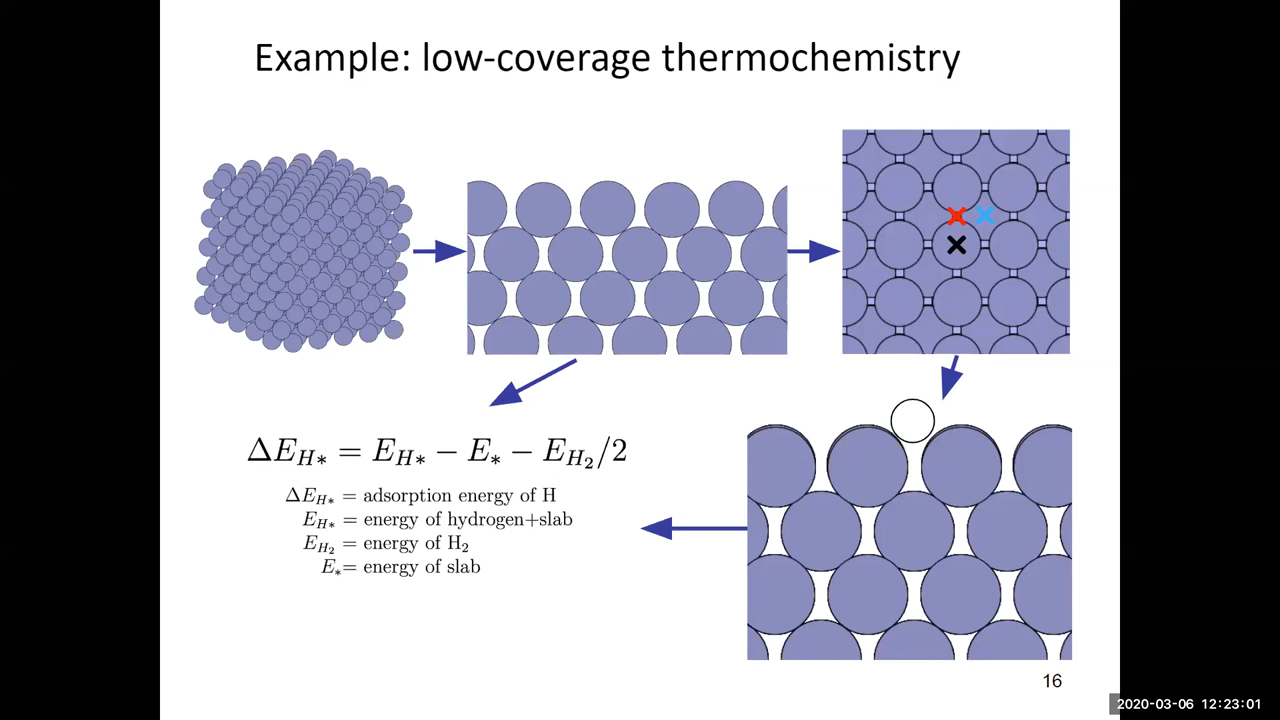 Example: low-coverage thermochemistry
ΔE_{H*} = E_{H*} − E_* − E_{H_2}/2
ΔE_{H*} = adsorption energy of H
E_{H*} = energy of hydrogen+slab
E_{H_2} = energy of H_2
E_*= energy of slab
16
2020-03-06 12:23:01